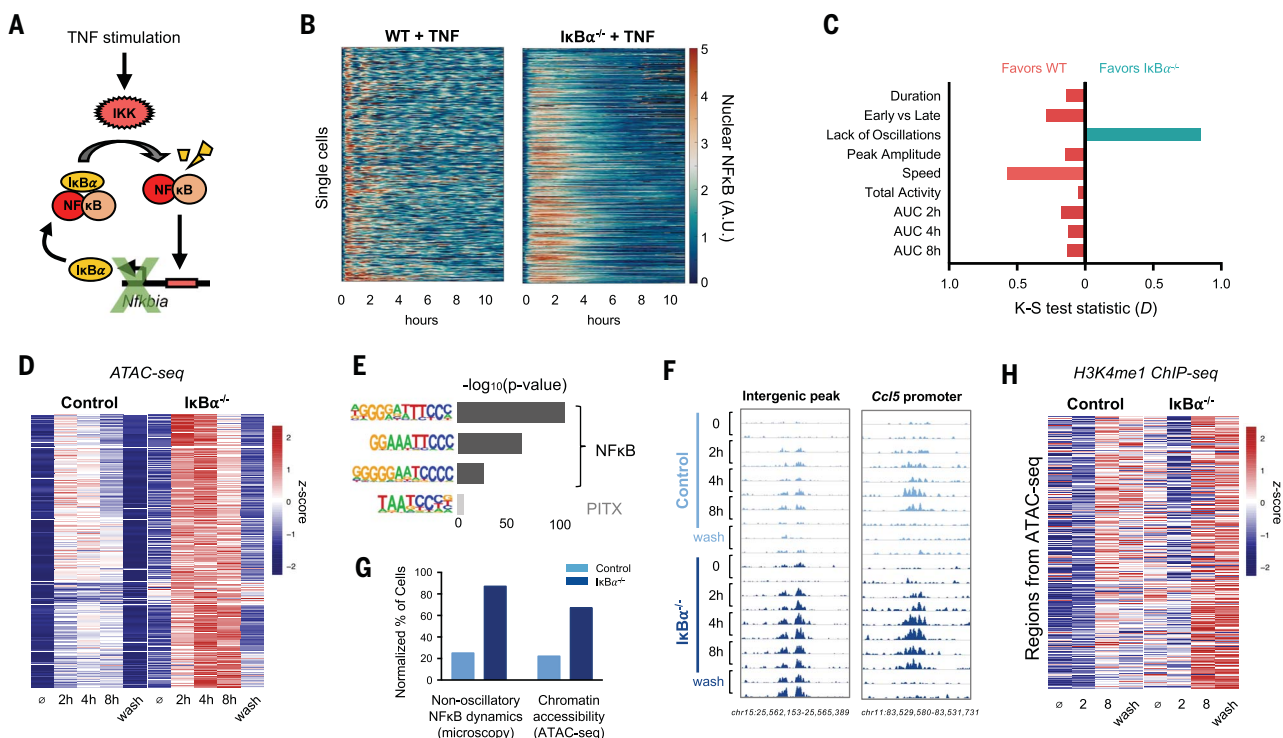 A
TNF stimulation
IKK
IκBα
NF κB
NF κB
IκBα
Nfkbia
B
WT + TNF
IκBα-/- + TNF
Single cells
0 2 4 6 8 10
hours
0 2 4 6 8 10
hours
5
4
3
2
1
0
Nuclear NFκB (A.U.)
C
Favors WT
Favors IκBα-/-
Duration
Early vs Late
Lack of Oscillations
Peak Amplitude
Speed
Total Activity
AUC 2h
AUC 4h
AUC 8h
1.0 0.5 0 0.5 1.0
K-S test statistic (D)
D
ATAC-seq
Control IκBα-/-
∅ 2h 4h 8h wash ∅ 2h 4h 8h wash
2
1
0
−1
−2
z-score
E
-log10(p-value)
GGGGATTTCCC
GGAAATTCCC
GGGGGAATCCCC
TAATCCC
NFκB
PITX
0 50 100
G
Control
IκBα-/-
Normalized % of Cells
100
80
60
40
20
0
Non-oscillatory
NFκB dynamics
(microscopy)
Chromatin
accessibility
(ATAC-seq)
F
Intergenic peak
Ccl5 promoter
Control
0
2h
4h
8h
wash
IκBα-/-
0
2h
4h
8h
wash
chr15:25,562,153-25,565,389
chr11:83,529,580-83,531,731
H
H3K4me1 ChIP-seq
Control IκBα-/-
Regions from ATAC-seq
∅ 2 8 wash ∅ 2 8 wash
2
1
0
−1
−2
z-score